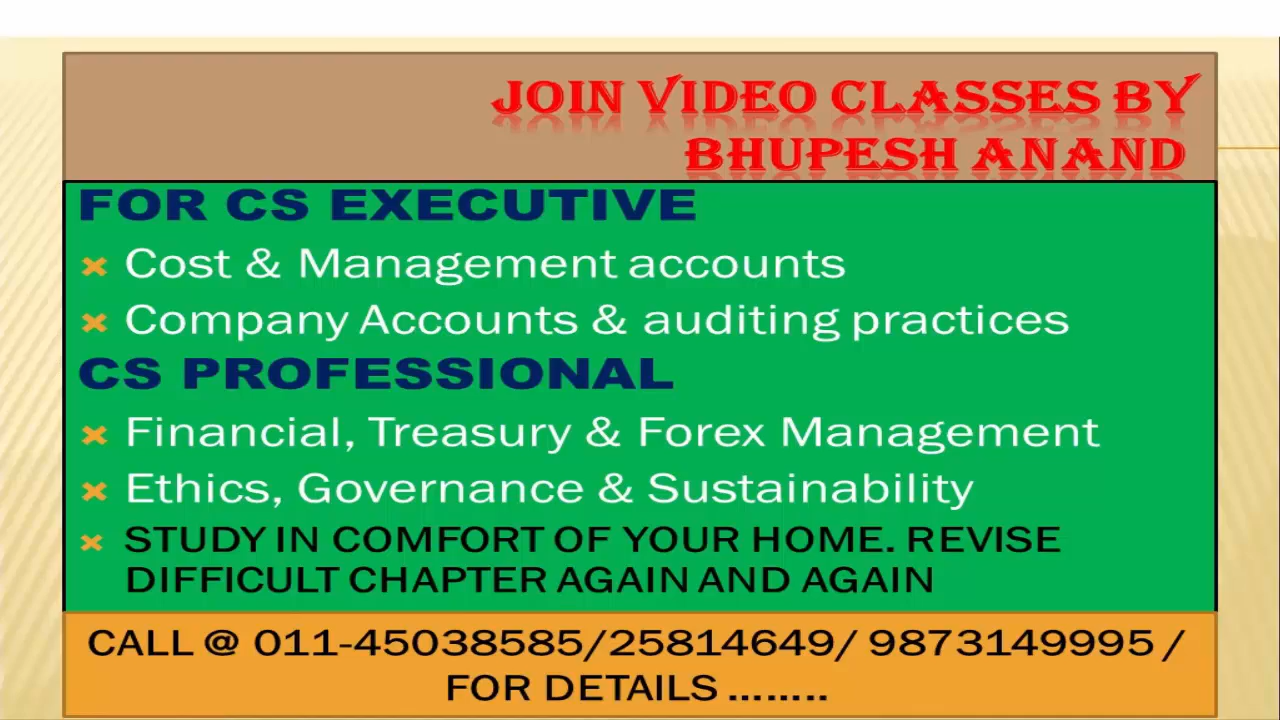 JOIN VIDEO CLASSES BY
BHUPESH ANAND
FOR CS EXECUTIVE
Cost & Management accounts
Company Accounts & auditing practices
CS PROFESSIONAL
Financial, Treasury & Forex Management
Ethics, Governance & Sustainability
STUDY IN COMFORT OF YOUR HOME. REVISE
DIFFICULT CHAPTER AGAIN AND AGAIN
CALL @ 011-45038585/25814649/ 9873149995 /
FOR DETAILS ........